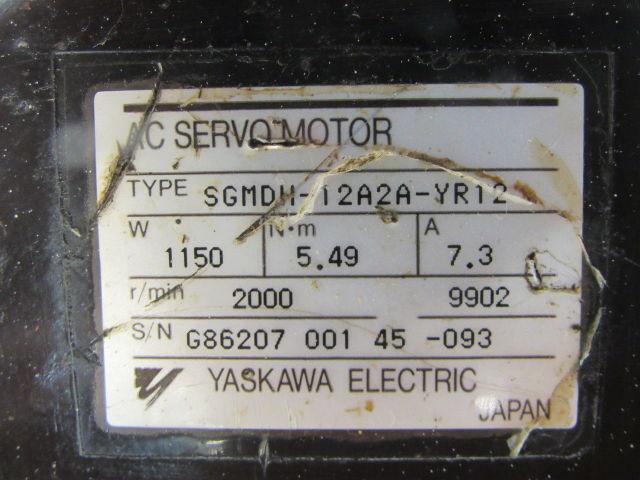 AC SERVO MOTOR
TYPE SGMDH-12A2A-YR12
W N·m A
1150 5.49 7.3
r/min 2000 9902
S/N G86207 001 45 -093
YASKAWA ELECTRIC
JAPAN